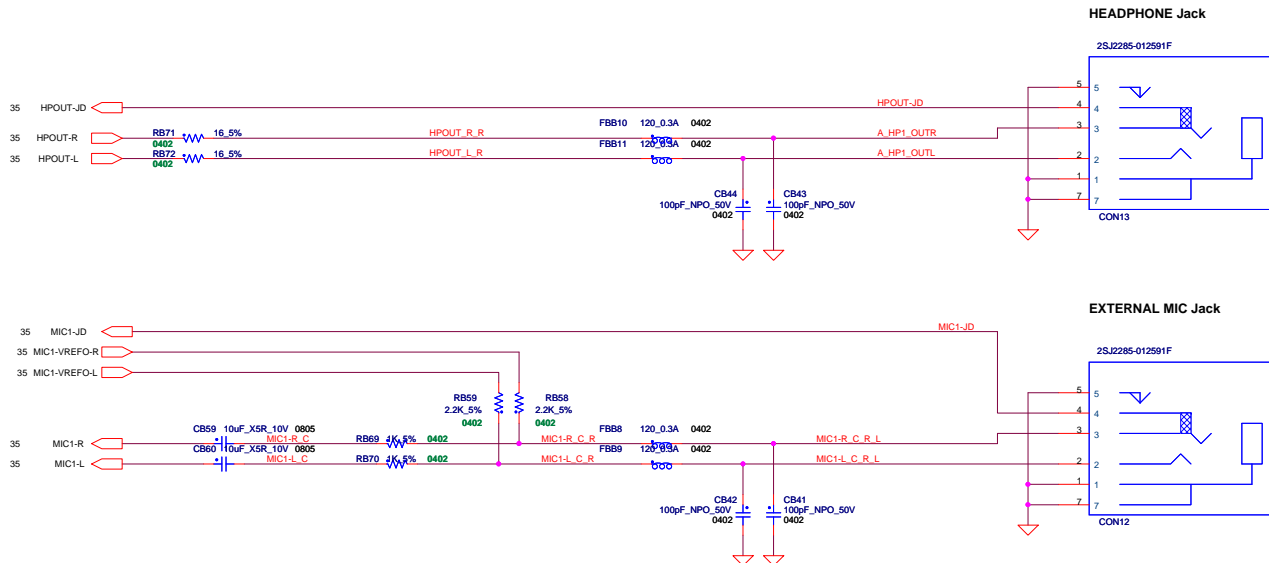 HEADPHONE Jack
2SJ2285-012591F
35 HPOUT-JD
HPOUT-JD
5 5
4 4
35 HPOUT-R
RB71 16_5%
0402
HPOUT_R_R
FBB10 120_0.3A 0402
A_HP1_OUTR
3 3
35 HPOUT-L
RB72 16_5%
0402
HPOUT_L_R
FBB11 120_0.3A 0402
A_HP1_OUTL
2 2
1 1
7 7
CB44
100pF_NPO_50V
0402
CB43
100pF_NPO_50V
0402
CON13
EXTERNAL MIC Jack
2SJ2285-012591F
35 MIC1-JD
MIC1-JD
35 MIC1-VREFO-R
35 MIC1-VREFO-L
5 5
4 4
RB59
2.2K_5%
0402
RB58
2.2K_5%
0402
35 MIC1-R
CB59 10uF_X5R_10V 0805
MIC1-R_C
RB69 1K_5% 0402
MIC1-R_C_R
FBB8 120_0.3A 0402
MIC1-R_C_R_L
3 3
35 MIC1-L
CB60 10uF_X5R_10V 0805
MIC1-L_C
RB70 1K_5% 0402
MIC1-L_C_R
FBB9 120_0.3A 0402
MIC1-L_C_R_L
2 2
1 1
7 7
CB42
100pF_NPO_50V
0402
CB41
100pF_NPO_50V
0402
CON12